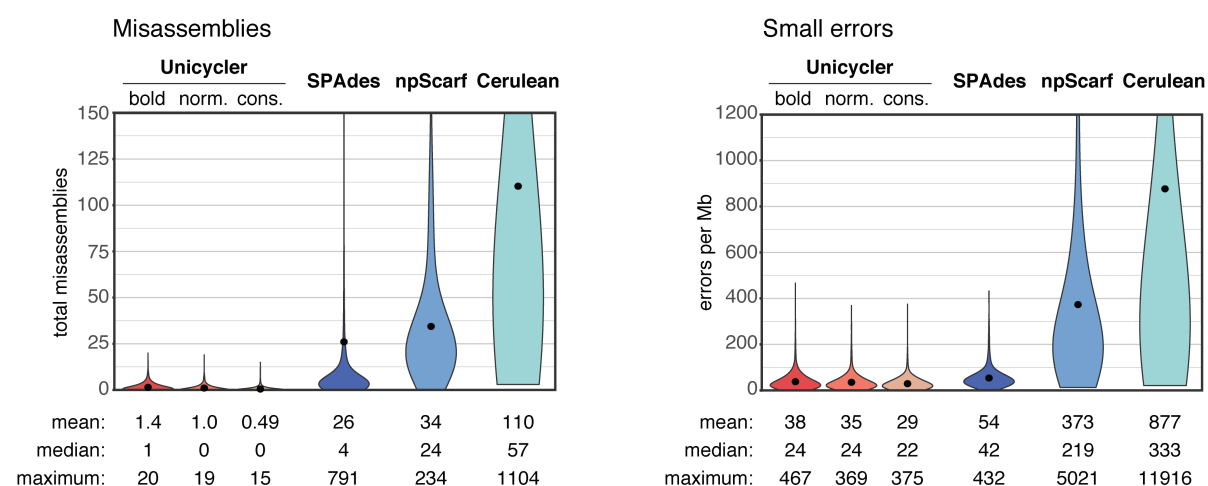 Misassemblies
Unicycler SPAdes npScarf Cerulean
bold norm. cons.
total misassemblies
150
125
100
75
50
25
0
mean: 1.4 1.0 0.49 26 34 110
median: 1 0 0 4 24 57
maximum: 20 19 15 791 234 1104
Small errors
Unicycler SPAdes npScarf Cerulean
bold norm. cons.
errors per Mb
1200
1000
800
600
400
200
0
mean: 38 35 29 54 373 877
median: 24 24 22 42 219 333
maximum: 467 369 375 432 5021 11916